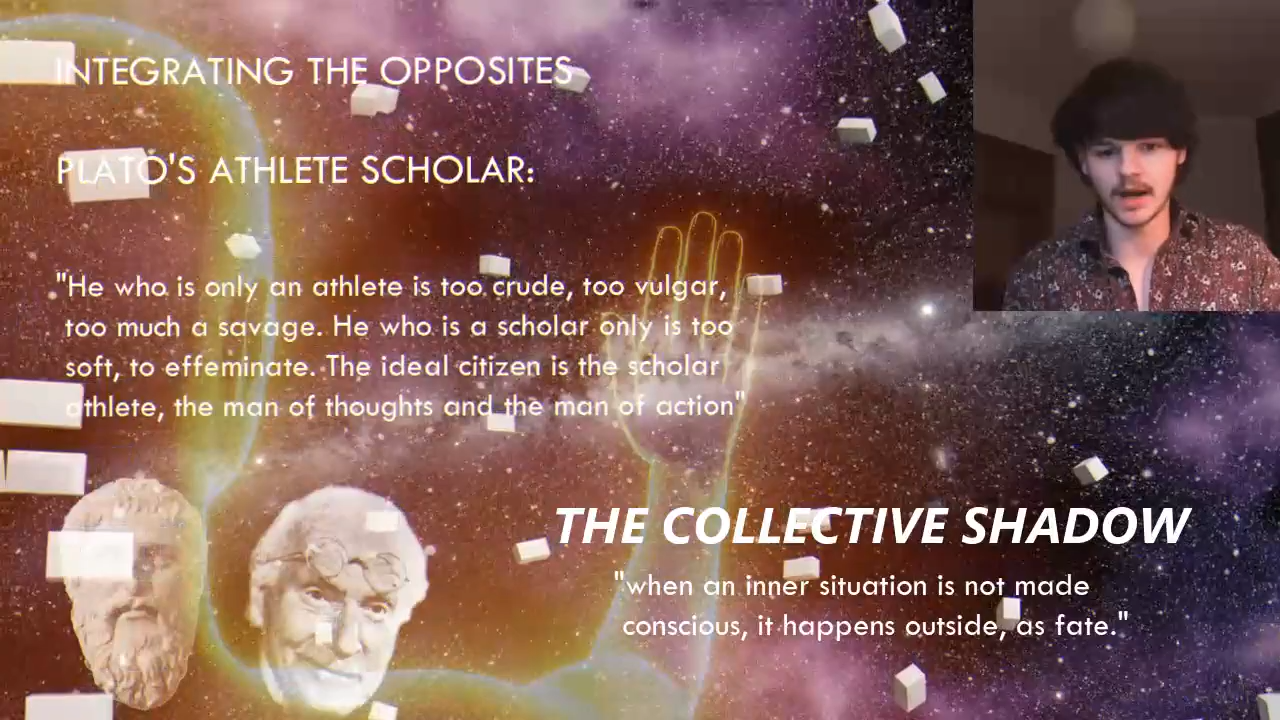 INTEGRATING THE OPPOSITES
PLATO'S ATHLETE SCHOLAR:
"He who is only an athlete is too crude, too vulgar,
too much a savage. He who is a scholar only is too
soft, to effeminate. The ideal citizen is the scholar
athlete, the man of thoughts and the man of action"
THE COLLECTIVE SHADOW
"when an inner situation is not made
conscious, it happens outside, as fate."